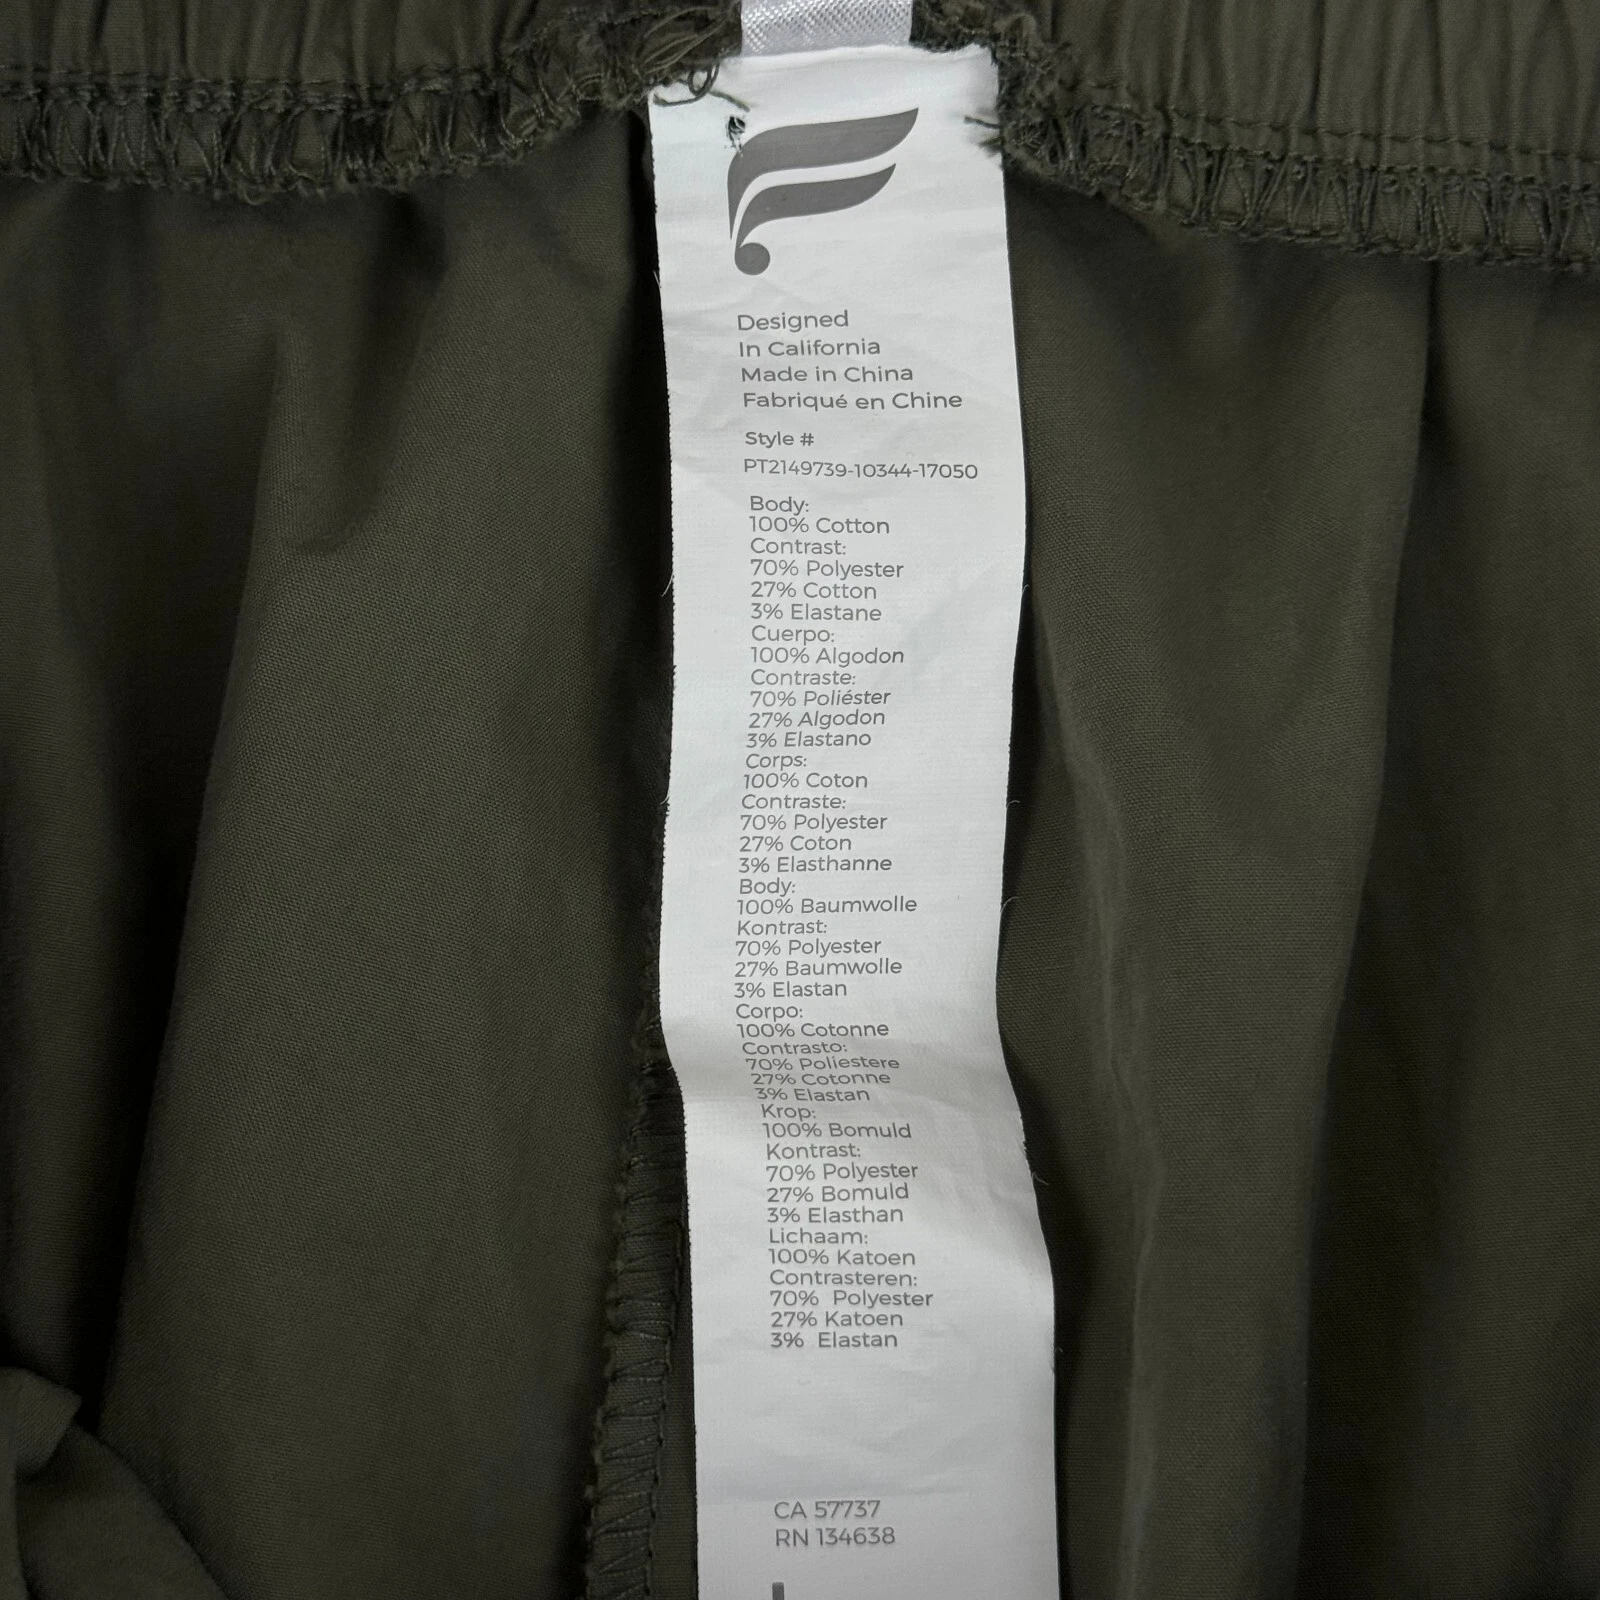 Designed
In California
Made in China
Fabriqué en Chine
Style #
PT2149739-10344-17050
Body:
100% Cotton
Contrast:
70% Polyester
27% Cotton
3% Elastane
Cuerpo:
100% Algodon
Contraste:
70% Poliéster
27% Algodon
3% Elastano
Corps:
100% Coton
Contraste:
70% Polyester
27% Coton
3% Elasthanne
Body:
100% Baumwolle
Kontrast:
70% Polyester
27% Baumwolle
3% Elastan
Corpo:
100% Cotonne
Contrasto:
70% Poliestere
27% Cotonne
3% Elastan
Krop:
100% Bomuld
Kontrast:
70% Polyester
27% Bomuld
3% Elasthan
Lichaam:
100% Katoen
Contrasteren:
70% Polyester
27% Katoen
3% Elastan
CA 57737
RN 134638